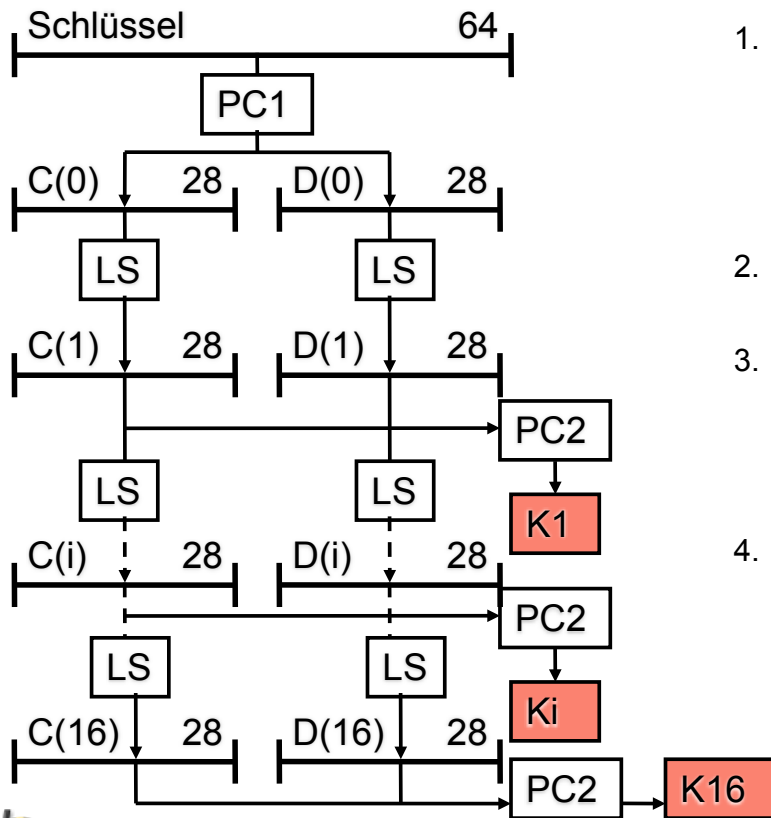 Schlüssel 64
1.
PC1
C(0) 28 D(0) 28
LS LS
2.
C(1) 28 D(1) 28
3.
PC2
LS LS
K1
C(i) 28 D(i) 28
4.
PC2
LS LS
Ki
C(16) 28 D(16) 28
PC2 K16